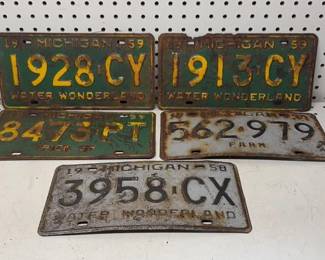 19 MICHIGAN 59
1928 CY
WATER WONDERLAND
19 MICHIGAN 59
1913 CY
WATER WONDERLAND
8473 PT
562 979
FARM
19 MICHIGAN 58
3958 CX
WATER WONDERLAND